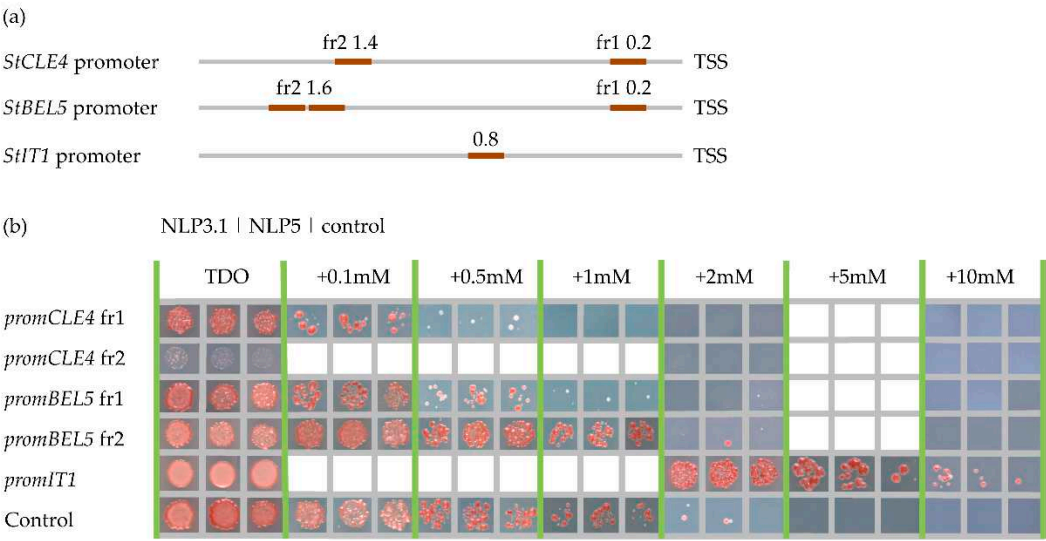 (a)
fr2 1.4 fr1 0.2
StCLE4 promoter TSS
fr2 1.6 fr1 0.2
StBEL5 promoter TSS
0.8
StIT1 promoter TSS
(b) NLP3.1 | NLP5 | control
TDO +0.1mM +0.5mM +1mM +2mM +5mM +10mM
promCLE4 fr1
promCLE4 fr2
promBEL5 fr1
promBEL5 fr2
promIT1
Control